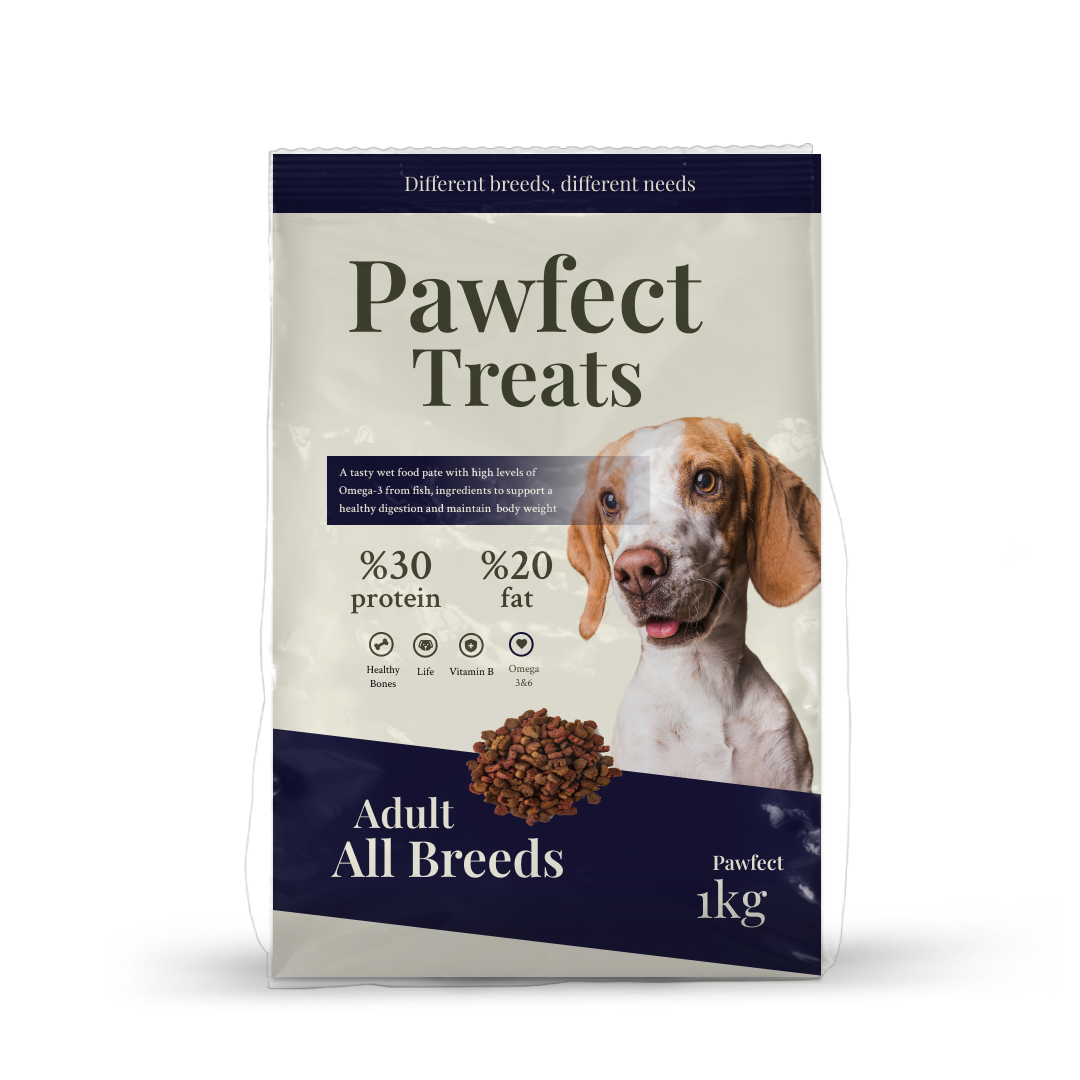 Different breeds, different needs
Pawfect
Treats
A tasty wet food pate with high levels of
Omega-3 from fish, ingredients to support a
healthy digestion and maintain body weight
%30 %20
protein fat
Healthy Life Vitamin B Omega
Bones 3&6
Adult
All Breeds
Pawfect
1kg